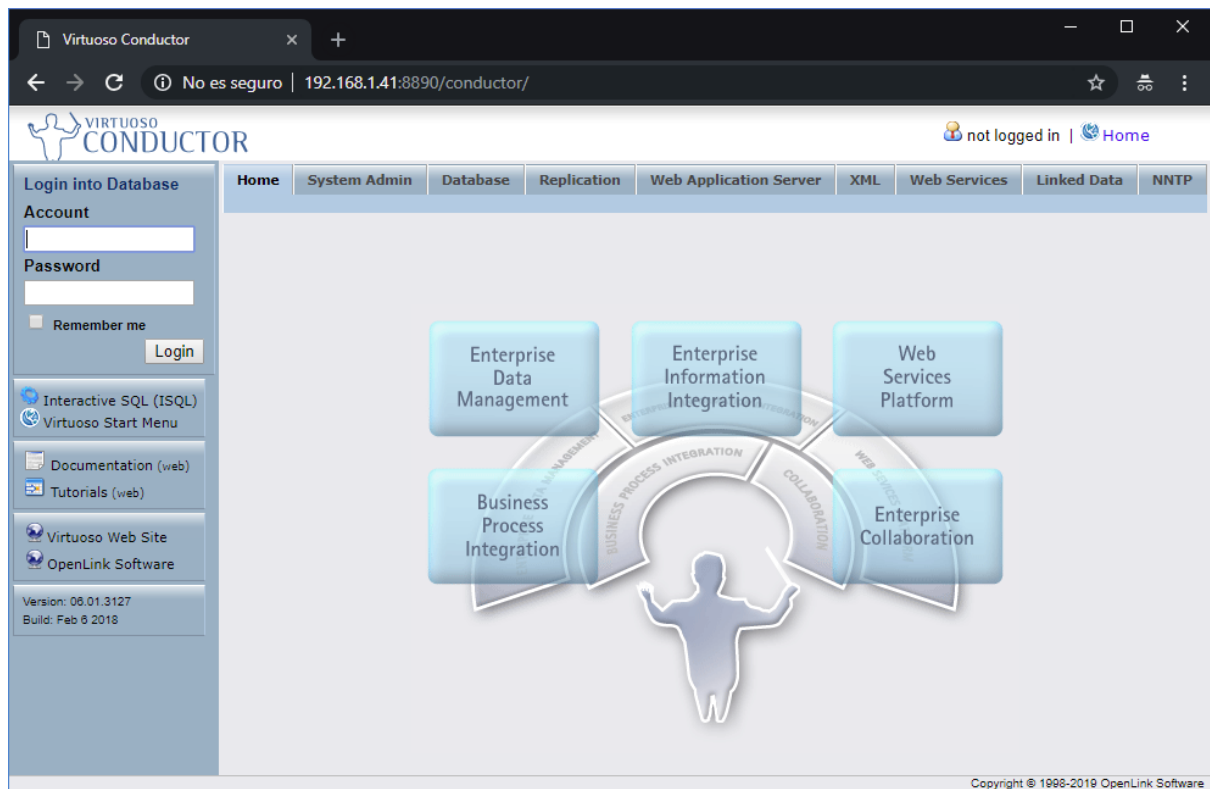 Virtuoso Conductor
No es seguro | 192.168.1.41:8890/conductor/
VIRTUOSO
CONDUCTOR
not logged in | Home
Login into Database
Account
Password
Remember me
Login
Interactive SQL (ISQL)
Virtuoso Start Menu
Documentation (web)
Tutorials (web)
Virtuoso Web Site
OpenLink Software
Version: 06.01.3127
Build: Feb 6 2018
Home System Admin Database Replication Web Application Server XML Web Services Linked Data NNTP
Enterprise
Data
Management
Enterprise
Information
Integration
Web
Services
Platform
Business
Process
Integration
Enterprise
Collaboration
BUSINESS PROCESS INTEGRATION
COLLABORATION
Copyright © 1998-2019 OpenLink Software